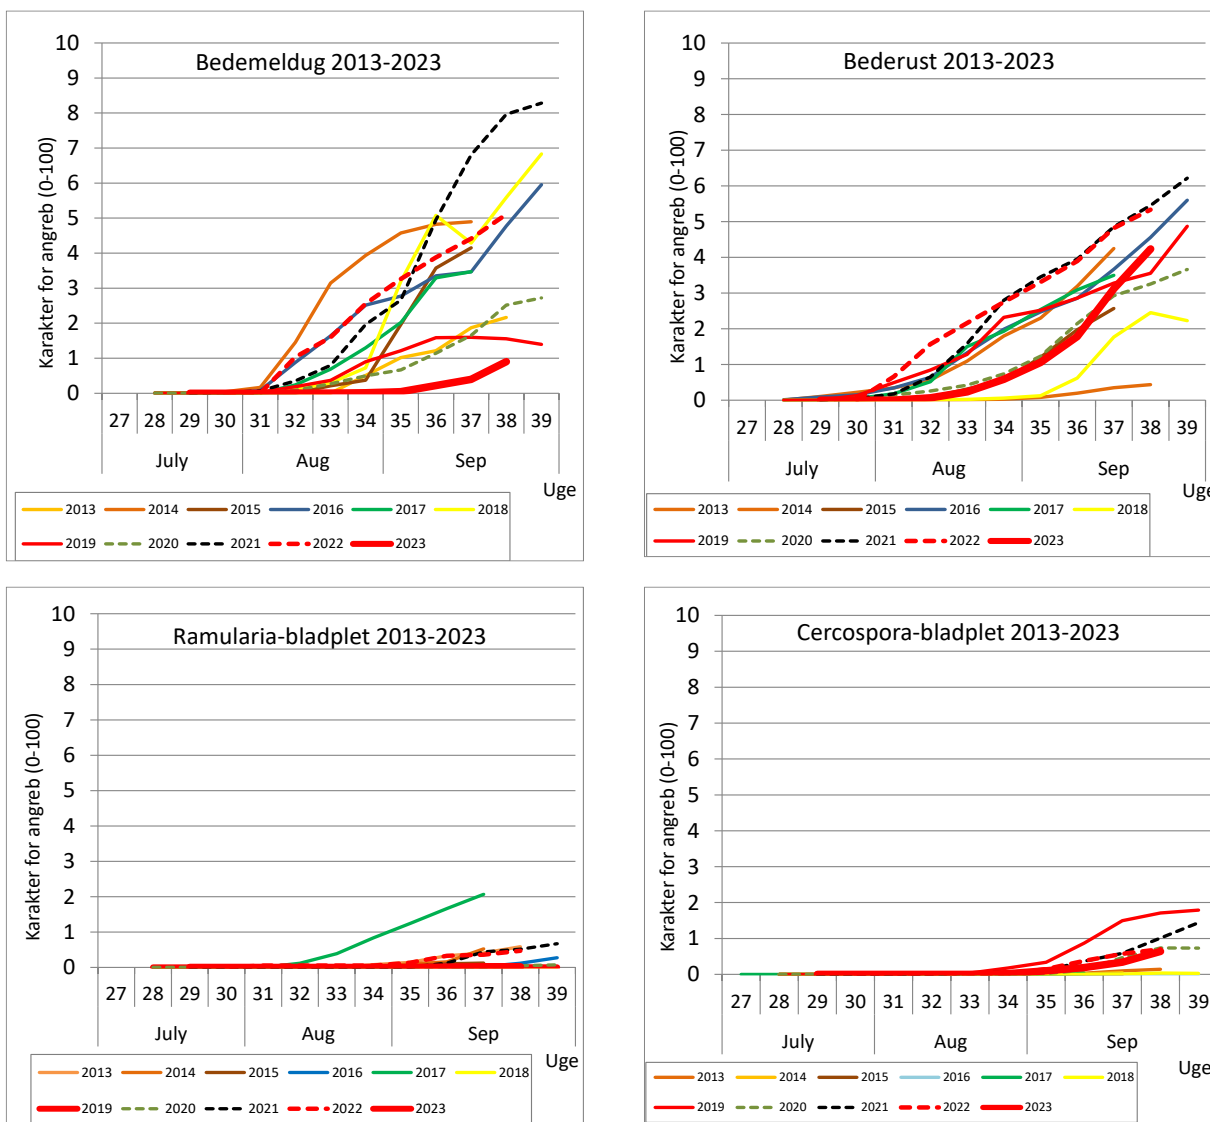 Bedemeldug 2013-2023
Karakter for angreb (0-100)
10
9
8
7
6
5
4
3
2
1
0
27 28 29 30 31 32 33 34 35 36 37 38 39
July Aug Sep
Uge
2013 2014 2015 2016 2017 2018
2019 2020 2021 2022 2023
Bederust 2013-2023
Karakter for angreb (0-100)
10
9
8
7
6
5
4
3
2
1
0
27 28 29 30 31 32 33 34 35 36 37 38 39
July Aug Sep
Uge
2013 2014 2015 2016 2017 2018
2019 2020 2021 2022 2023
Ramularia-bladplet 2013-2023
Karakter for angreb (0-100)
10
9
8
7
6
5
4
3
2
1
0
27 28 29 30 31 32 33 34 35 36 37 38 39
July Aug Sep
Uge
2013 2014 2015 2016 2017 2018
2019 2020 2021 2022 2023
Cercospora-bladplet 2013-2023
Karakter for angreb (0-100)
10
9
8
7
6
5
4
3
2
1
0
27 28 29 30 31 32 33 34 35 36 37 38 39
July Aug Sep
Uge
2013 2014 2015 2016 2017 2018
2019 2020 2021 2022 2023